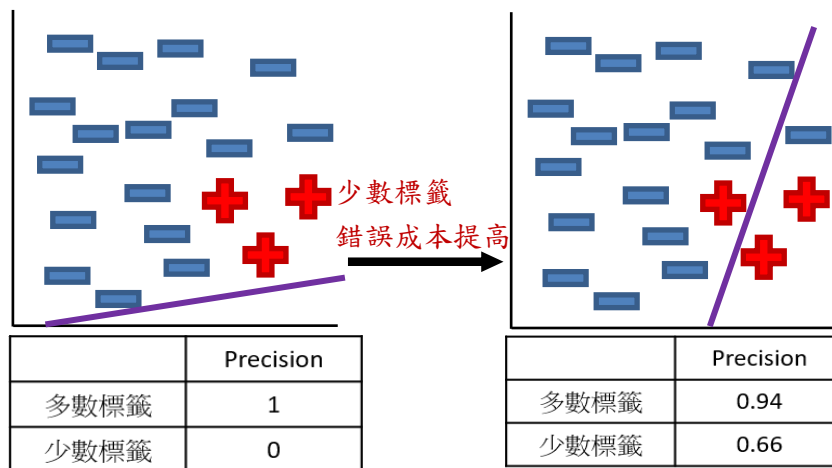 少數標籤
錯誤成本提高
Precision
多數標籤 1
少數標籤 0
Precision
多數標籤 0.94
少數標籤 0.66